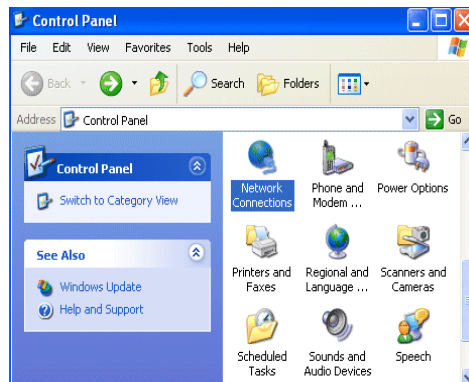 Control Panel
File Edit View Favorites Tools Help
Back Search Folders
Address Control Panel Go
Control Panel
Switch to Category View
See Also
Windows Update
Help and Support
Network Connections
Phone and Modem ...
Power Options
Printers and Faxes
Regional and Language ...
Scanners and Cameras
Scheduled Tasks
Sounds and Audio Devices
Speech